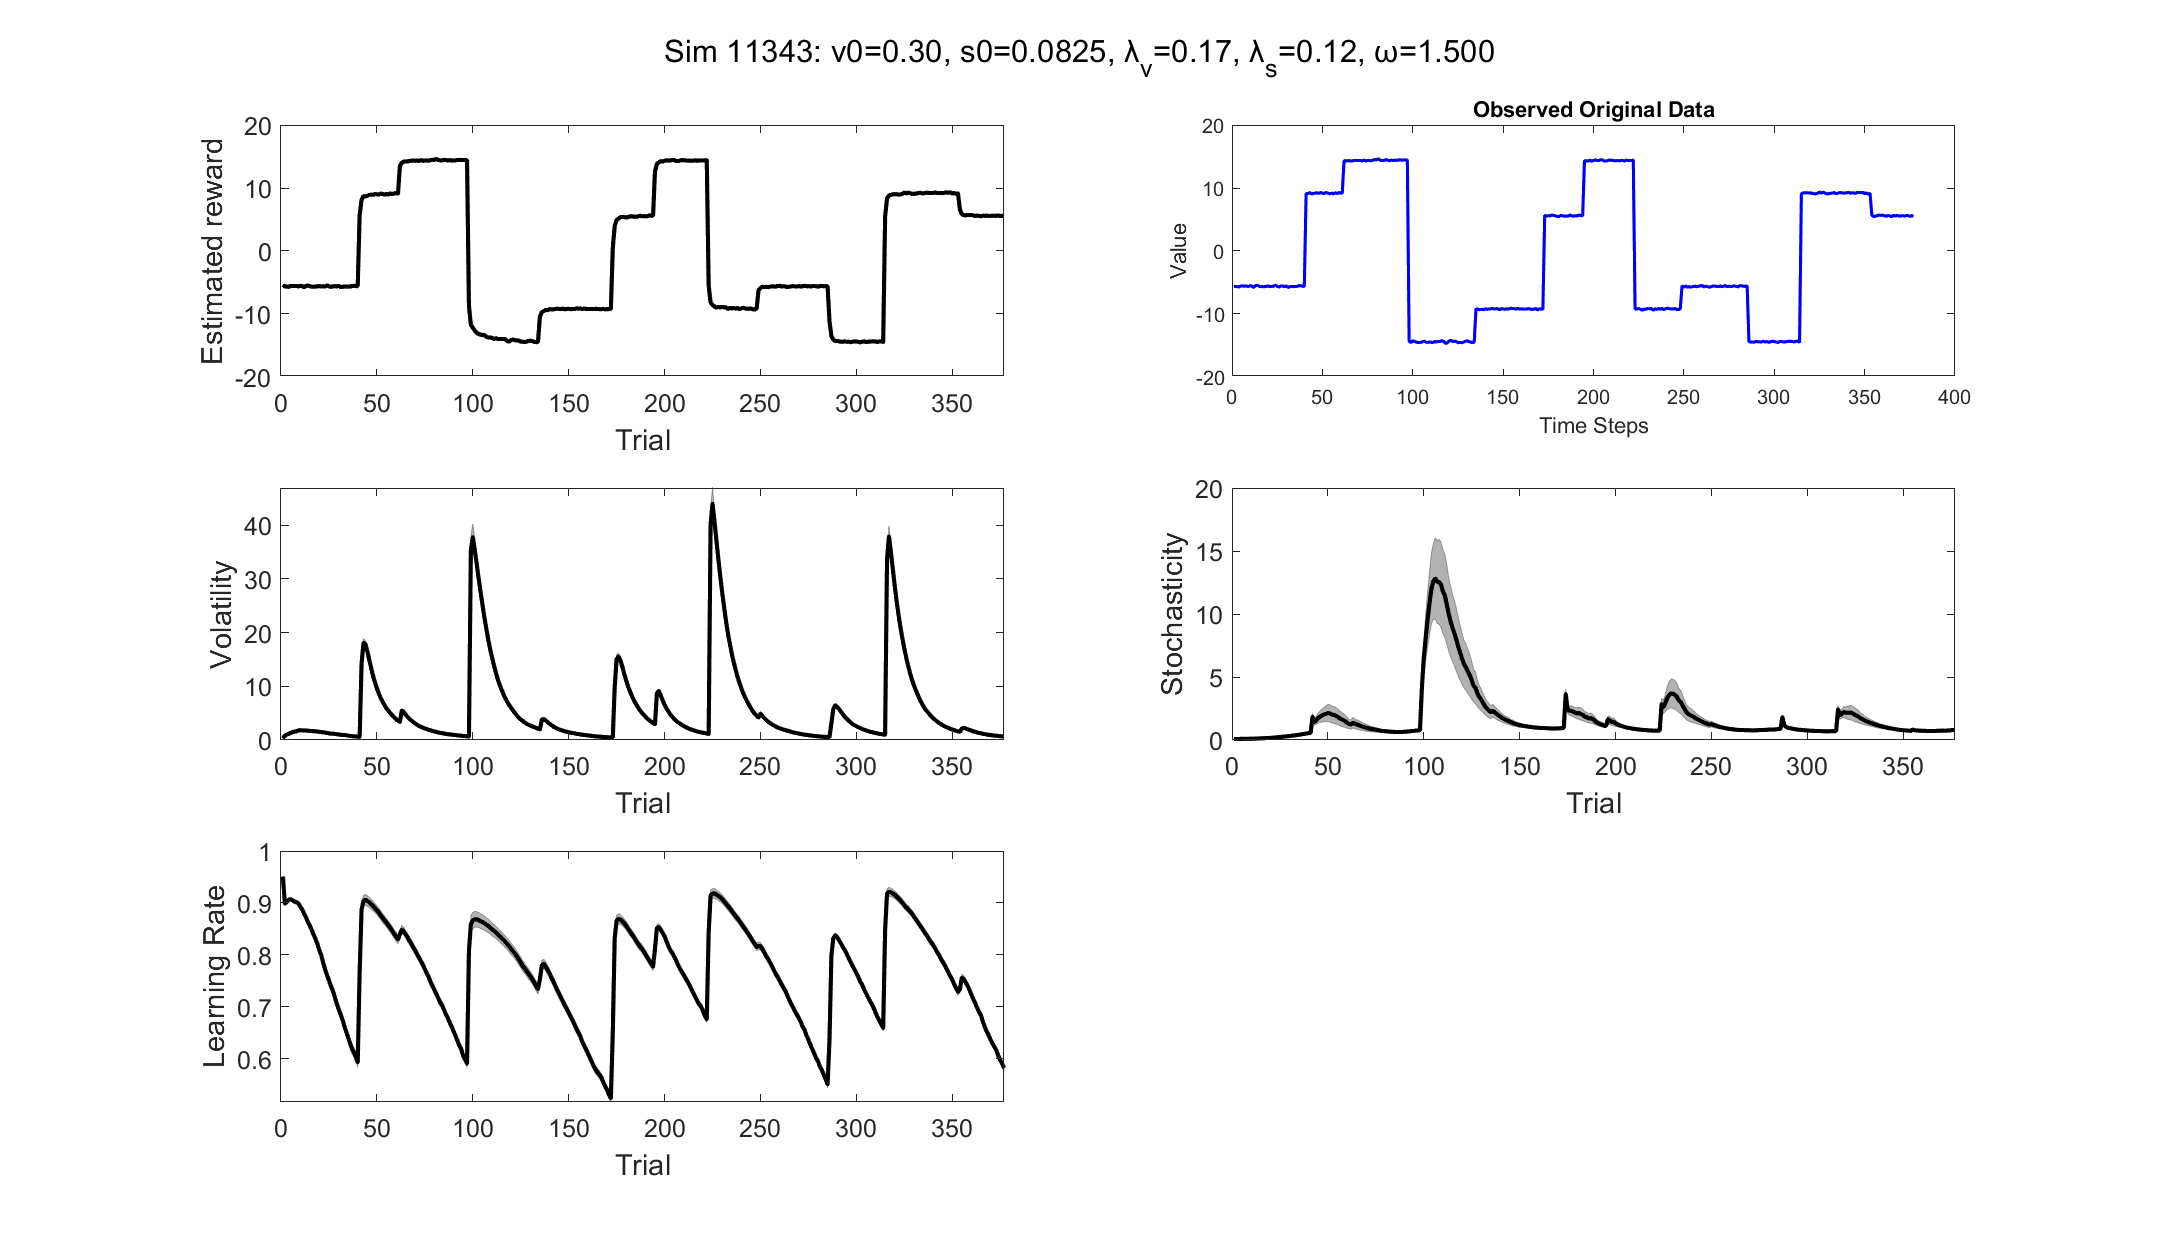 Sim 11343: v0=0.30, s0=0.0825, λ_v=0.17, λ_s=0.12, ω=1.500
Estimated reward
20
10
0
-10
-20
0 50 100 150 200 250 300 350
Trial
Observed Original Data
Value
20
10
0
-10
-20
0 50 100 150 200 250 300 350 400
Time Steps
Volatility
40
30
20
10
0
0 50 100 150 200 250 300 350
Trial
Stochasticity
20
15
10
5
0
0 50 100 150 200 250 300 350
Trial
Learning Rate
1
0.9
0.8
0.7
0.6
0 50 100 150 200 250 300 350
Trial